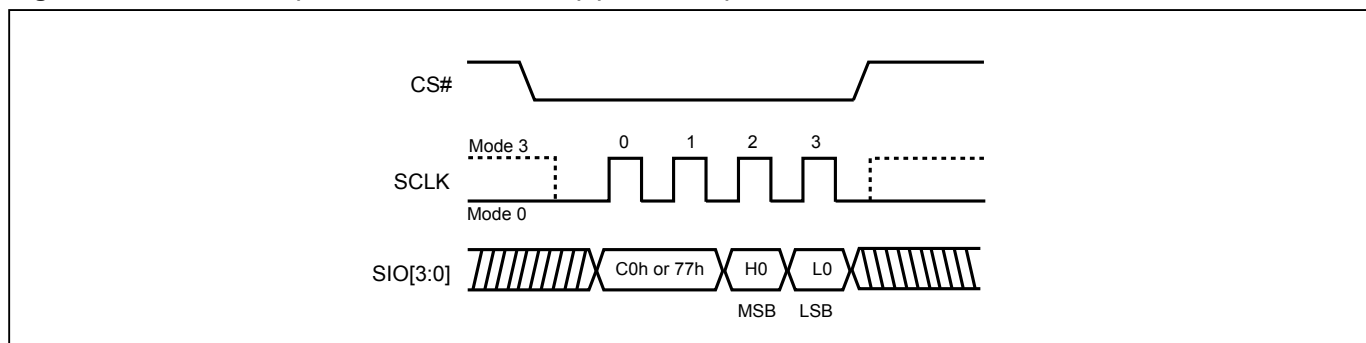 CS#
Mode 3
0 1 2 3
SCLK
Mode 0
SIO[3:0]
C0h or 77h H0 L0
MSB LSB